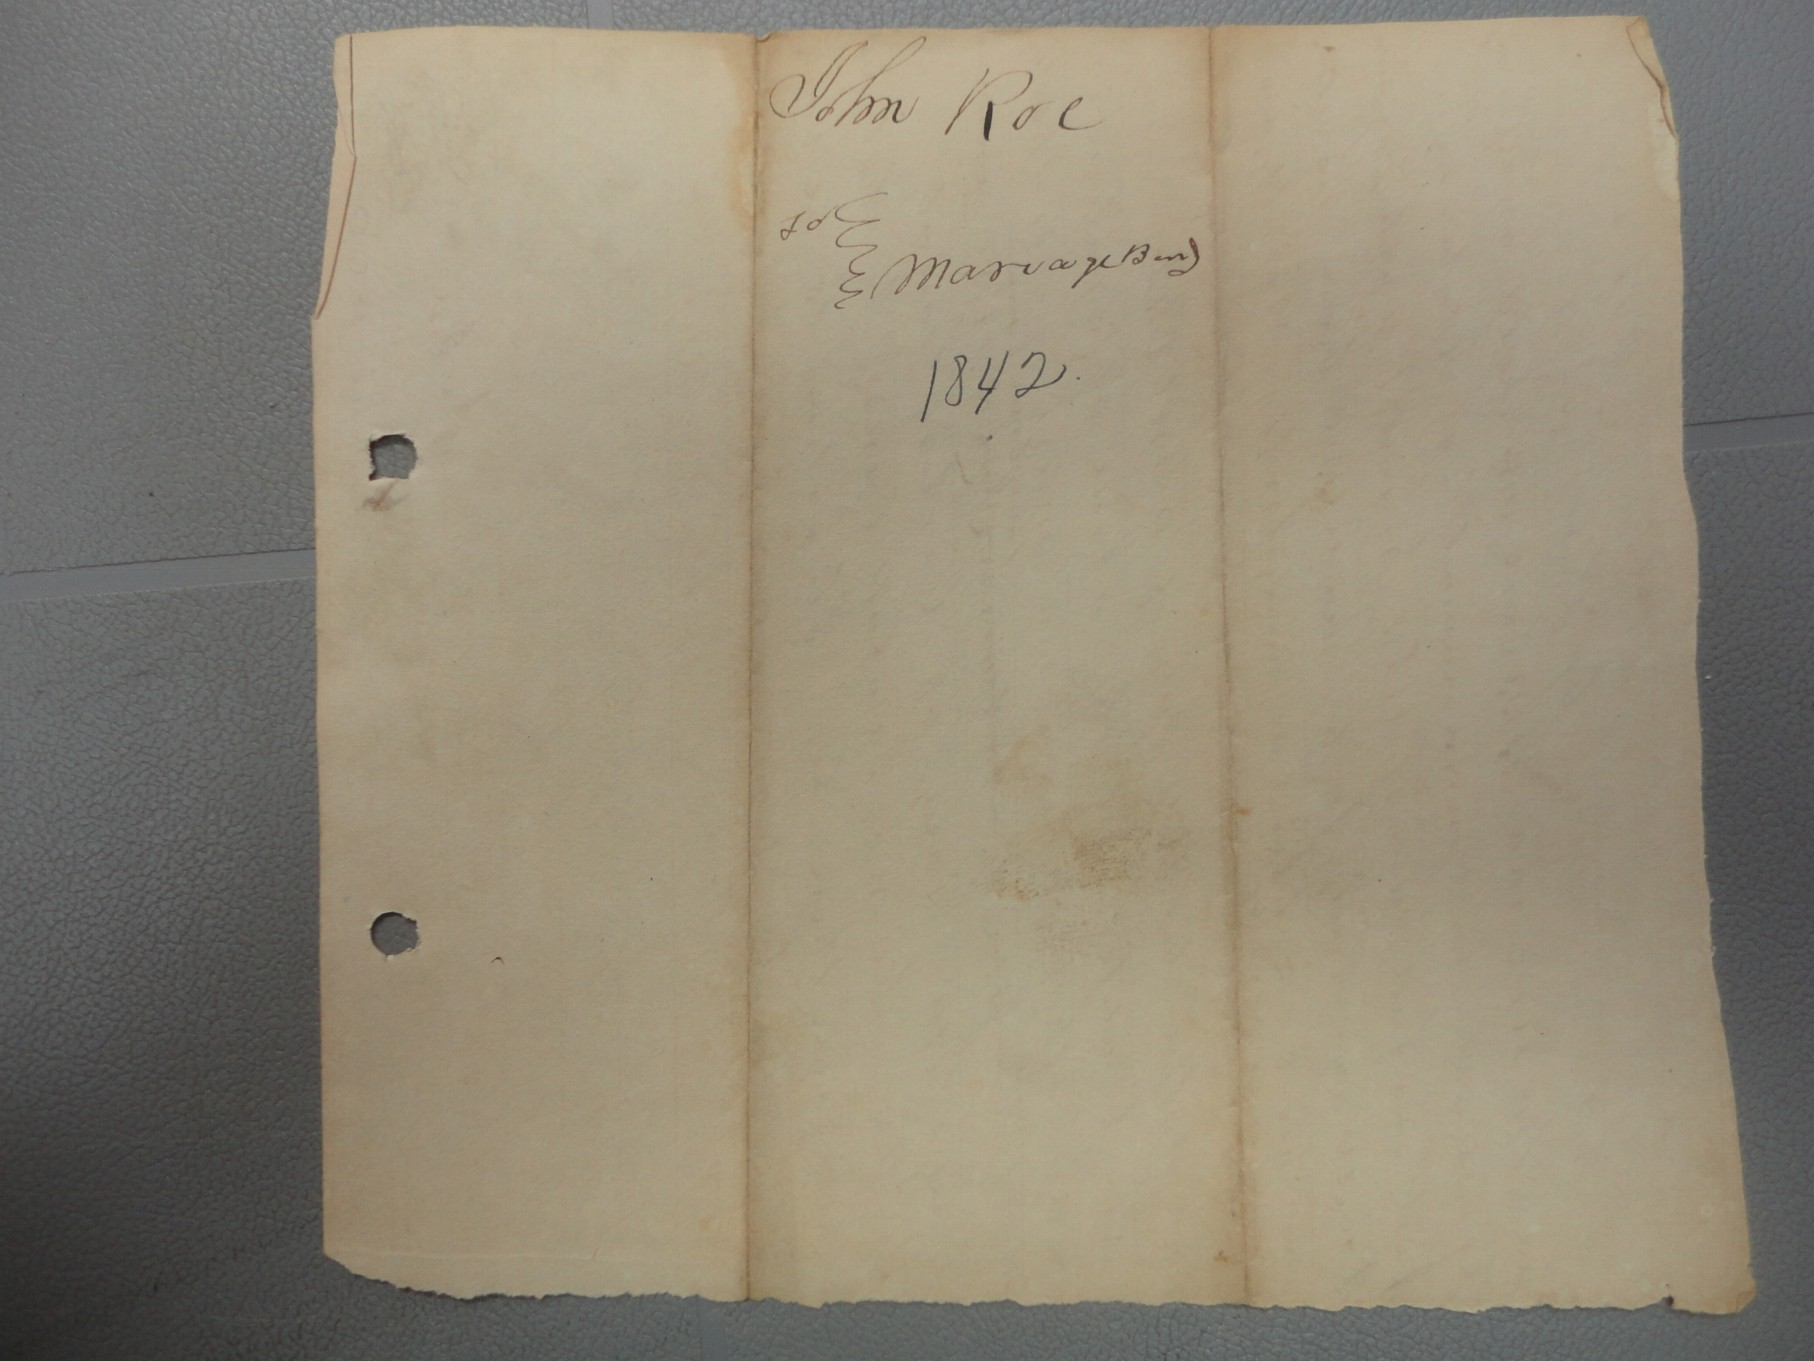 John Roe
to
Marriage Bond
1842.